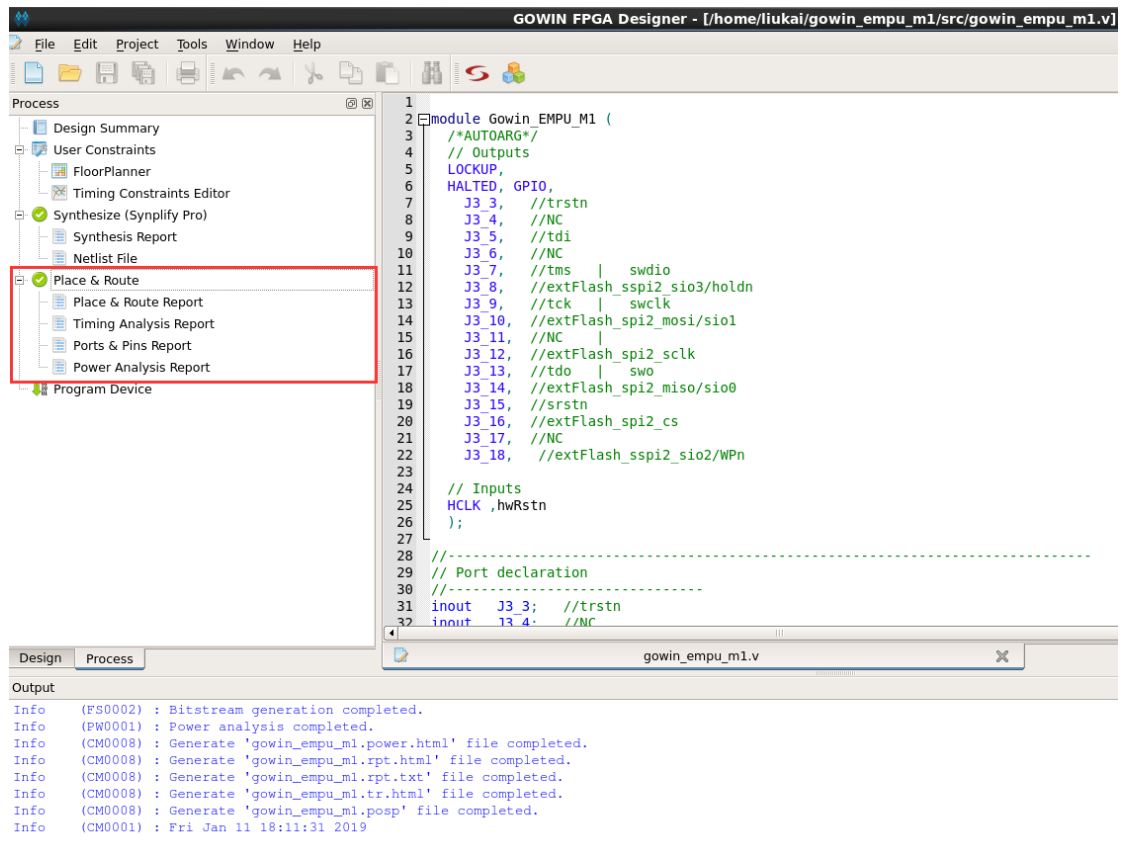 GOWIN FPGA Designer - [/home/liukai/gowin_empu_m1/src/gowin_empu_m1.v]
File Edit Project Tools Window Help
Process
Design Summary
User Constraints
FloorPlanner
Timing Constraints Editor
Synthesize (Synplify Pro)
Synthesis Report
Netlist File
Place & Route
Place & Route Report
Timing Analysis Report
Ports & Pins Report
Power Analysis Report
Program Device
Design Process
1
2 module Gowin_EMPU_M1 (
3 /*AUTOARG*/
4 // Outputs
5 LOCKUP,
6 HALTED, GPIO,
7 J3_3, //trstn
8 J3_4, //NC
9 J3_5, //tdi
10 J3_6, //NC
11 J3_7, //tms | swdio
12 J3_8, //extFlash_sspi2_sio3/holdn
13 J3_9, //tck | swclk
14 J3_10, //extFlash_spi2_mosi/sio1
15 J3_11, //NC |
16 J3_12, //extFlash_spi2_sclk
17 J3_13, //tdo | swo
18 J3_14, //extFlash_spi2_miso/sio0
19 J3_15, //srstn
20 J3_16, //extFlash_spi2_cs
21 J3_17, //NC
22 J3_18, //extFlash_sspi2_sio2/WPn
23
24 // Inputs
25 HCLK ,hwRstn
26 );
27
28 //------------------------------------------------------------------------------
29 // Port declaration
30 //-------------------------------
31 inout J3_3; //trstn
32 inout J3_4; //NC
gowin_empu_m1.v
Output
Info (FS0002) : Bitstream generation completed.
Info (PW0001) : Power analysis completed.
Info (CM0008) : Generate 'gowin_empu_m1.power.html' file completed.
Info (CM0008) : Generate 'gowin_empu_m1.rpt.html' file completed.
Info (CM0008) : Generate 'gowin_empu_m1.rpt.txt' file completed.
Info (CM0008) : Generate 'gowin_empu_m1.tr.html' file completed.
Info (CM0008) : Generate 'gowin_empu_m1.posp' file completed.
Info (CM0001) : Fri Jan 11 18:11:31 2019